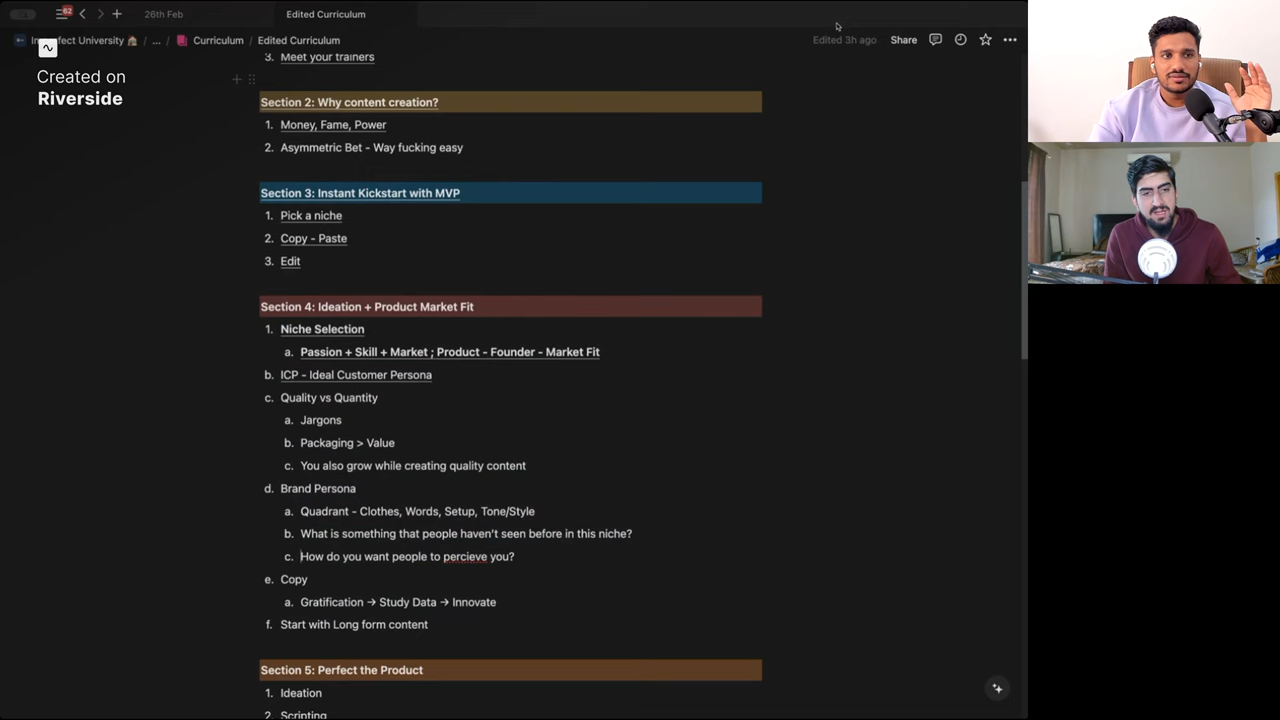 62
26th Feb
Edited Curriculum
University
...
/
Curriculum
/
Edited Curriculum
Edited 3h ago
Share
Created on
Riverside
3. Meet your trainers
Section 2: Why content creation?
1. Money, Fame, Power
2. Asymmetric Bet - Way fucking easy
Section 3: Instant Kickstart with MVP
1. Pick a niche
2. Copy - Paste
3. Edit
Section 4: Ideation + Product Market Fit
1. Niche Selection
a. Passion + Skill + Market ; Product - Founder - Market Fit
b. ICP - Ideal Customer Persona
c. Quality vs Quantity
a. Jargons
b. Packaging > Value
c. You also grow while creating quality content
d. Brand Persona
a. Quadrant - Clothes, Words, Setup, Tone/Style
b. What is something that people haven't seen before in this niche?
c. How do you want people to percieve you?
e. Copy
a. Gratification → Study Data → Innovate
f. Start with Long form content
Section 5: Perfect the Product
1. Ideation
2. Scripting